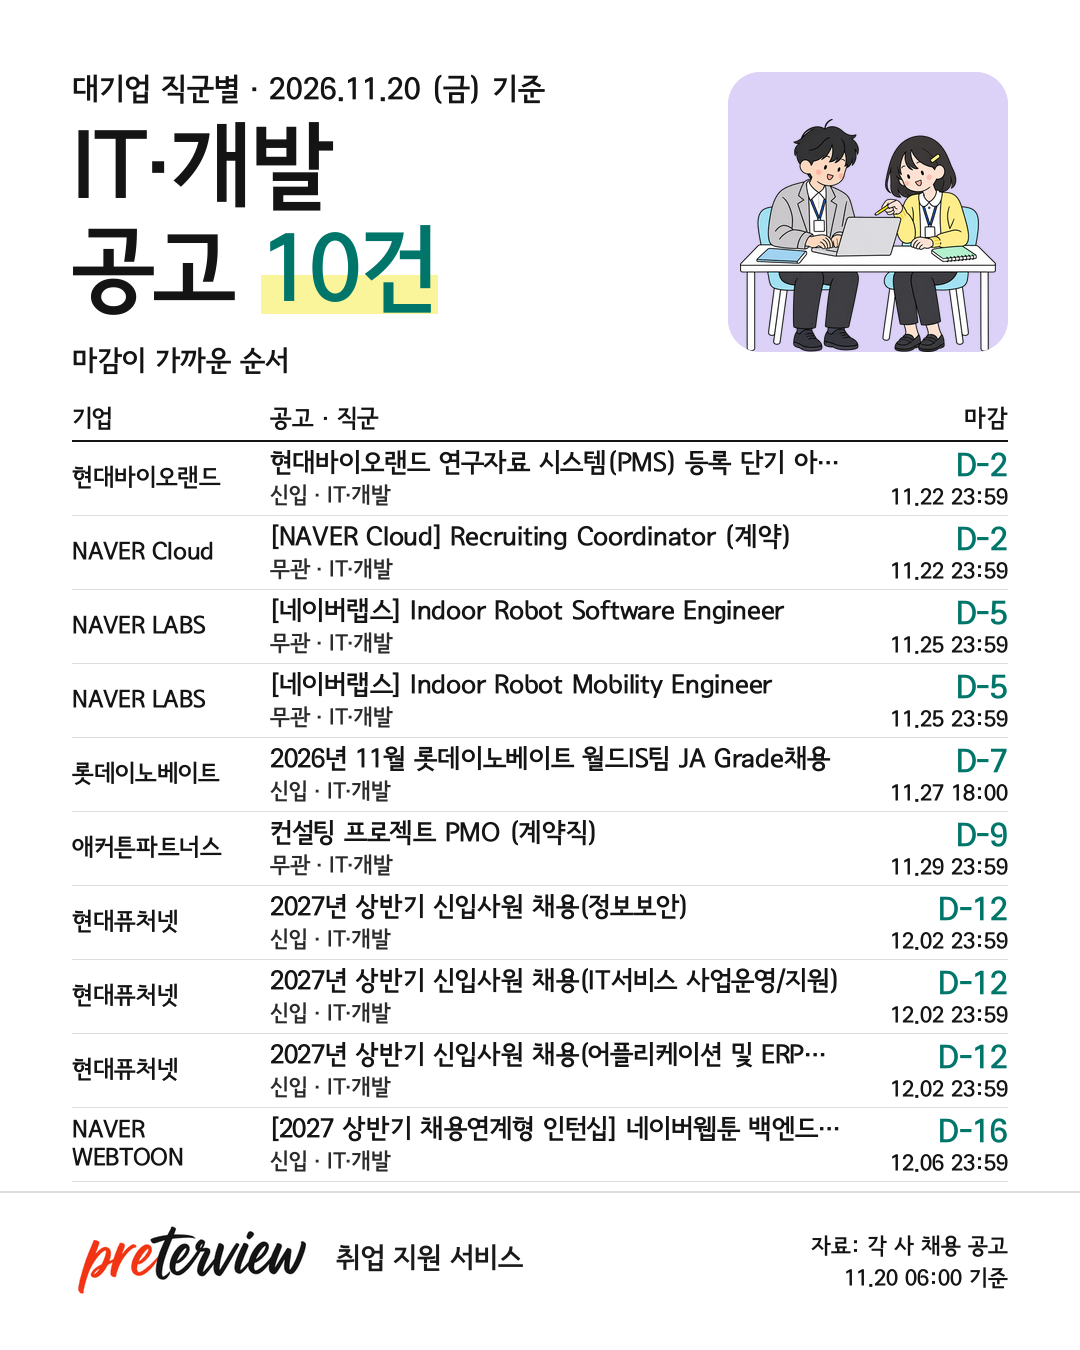 대기업 직군별 · 2026.11.20 (금) 기준
IT·개발
공고 10건
마감이 가까운 순서
기업 공고 · 직군 마감
현대바이오랜드 현대바이오랜드 연구자료 시스템(PMS) 등록 단기 아… D-2
신입 · IT·개발 11.22 23:59
NAVER Cloud [NAVER Cloud] Recruiting Coordinator (계약) D-2
무관 · IT·개발 11.22 23:59
NAVER LABS [네이버랩스] Indoor Robot Software Engineer D-5
무관 · IT·개발 11.25 23:59
NAVER LABS [네이버랩스] Indoor Robot Mobility Engineer D-5
무관 · IT·개발 11.25 23:59
롯데이노베이트 2026년 11월 롯데이노베이트 월드IS팀 JA Grade채용 D-7
신입 · IT·개발 11.27 18:00
애커튼파트너스 컨설팅 프로젝트 PMO (계약직) D-9
무관 · IT·개발 11.29 23:59
현대퓨처넷 2027년 상반기 신입사원 채용(정보보안) D-12
신입 · IT·개발 12.02 23:59
현대퓨처넷 2027년 상반기 신입사원 채용(IT서비스 사업운영/지원) D-12
신입 · IT·개발 12.02 23:59
현대퓨처넷 2027년 상반기 신입사원 채용(어플리케이션 및 ERP… D-12
신입 · IT·개발 12.02 23:59
NAVER WEBTOON [2027 상반기 채용연계형 인턴십] 네이버웹툰 백엔드… D-16
신입 · IT·개발 12.06 23:59
preterview 취업 지원 서비스
자료: 각 사 채용 공고
11.20 06:00 기준